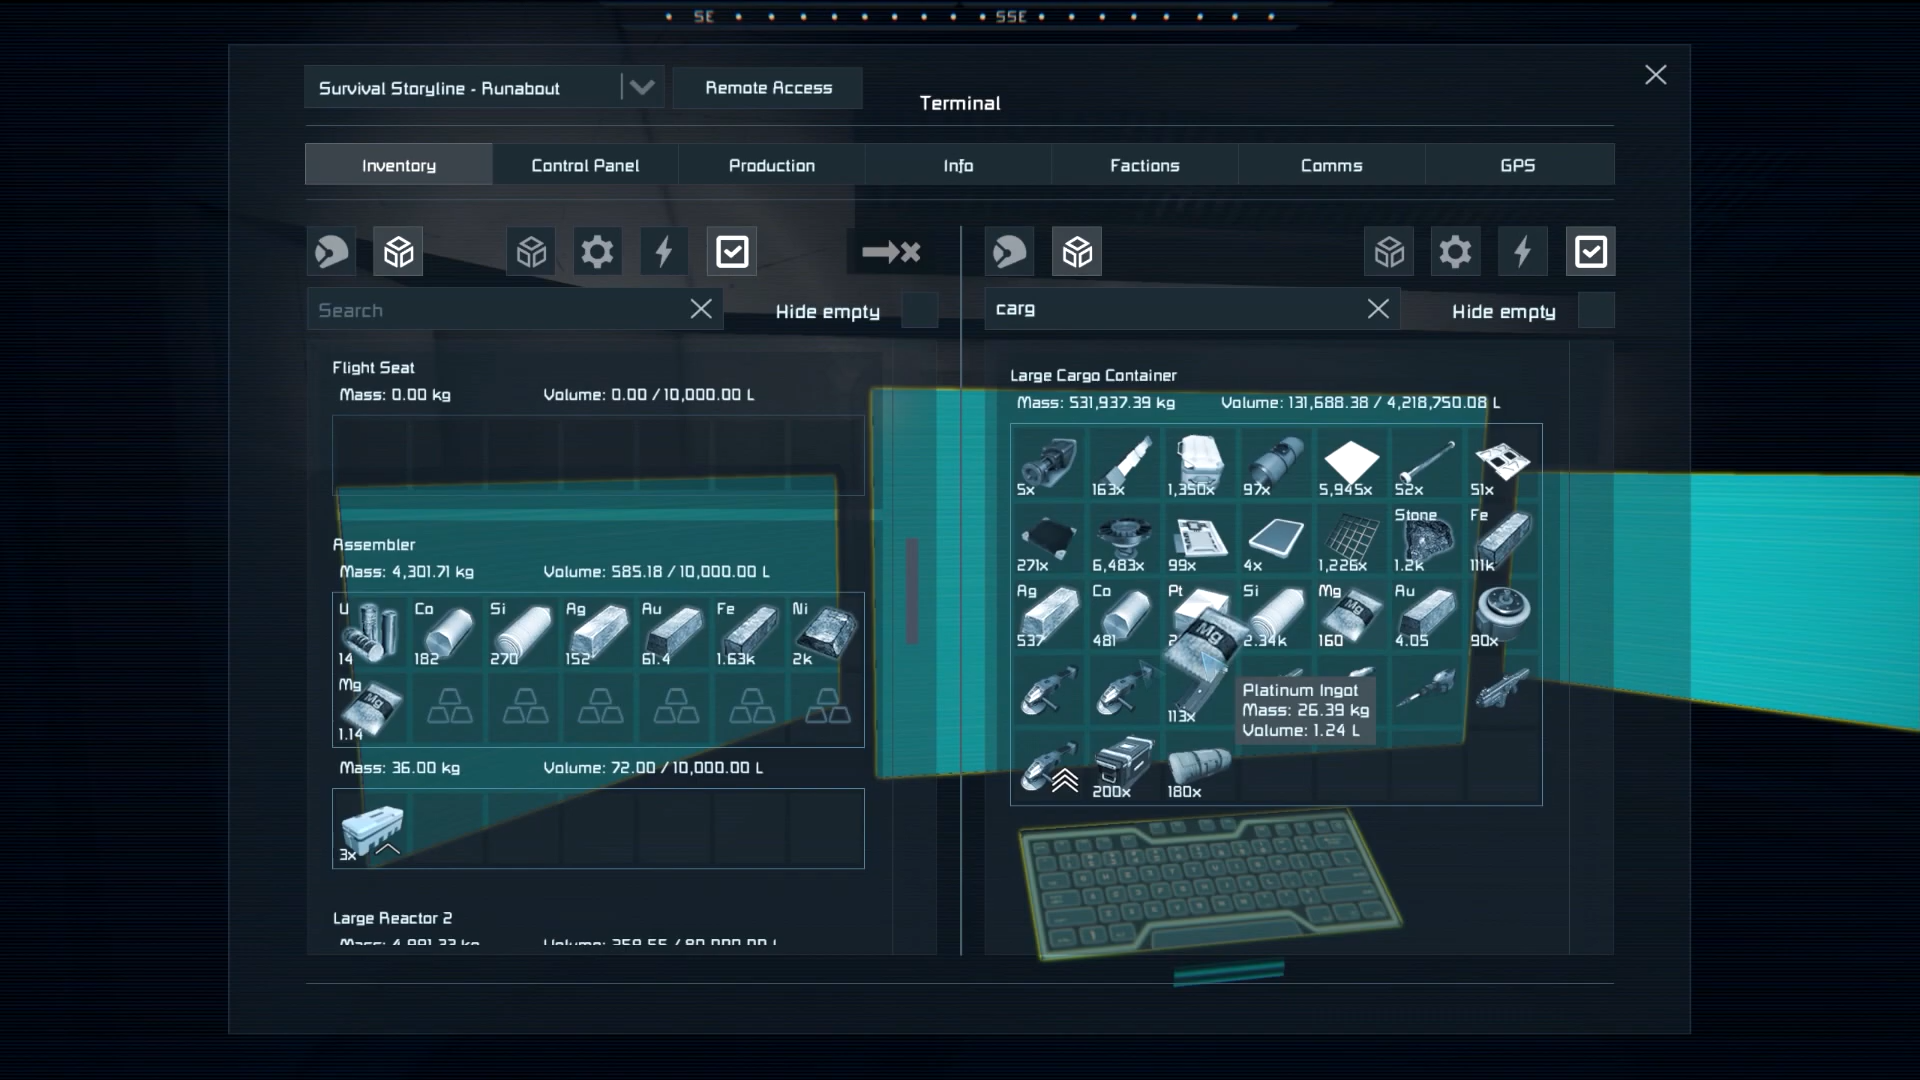 SE SSE
Survival Storyline - Runabout
Remote Access
Terminal
Inventory Control Panel Production Info Factions Comms GPS
Search
Hide empty
carg
Hide empty
Flight Seat
Mass: 0.00 kg Volume: 0.00 / 10,000.00 L
Assembler
Mass: 4,301.71 kg Volume: 585.18 / 10,000.00 L
U Co Si Ag Au Fe Ni
14 182 270 152 61.4 1.63k 2k
Mg
Mg
1.14
Mass: 36.00 kg Volume: 72.00 / 10,000.00 L
3x
Large Reactor 2
Large Cargo Container
Mass: 531,937.39 kg Volume: 131,688.38 / 4,218,750.08 L
5x 163x 1,350x 97x 5,945x 52x 51x
Stone Fe
271x 6,483x 99x 4x 1,226x 1.2k 111k
Ag Co Pt Si Mg Au
Mg Mg
537 481 2.34k 160 4.05 90x
113x
Platinum Ingot
Mass: 26.39 kg
Volume: 1.24 L
200x 180x